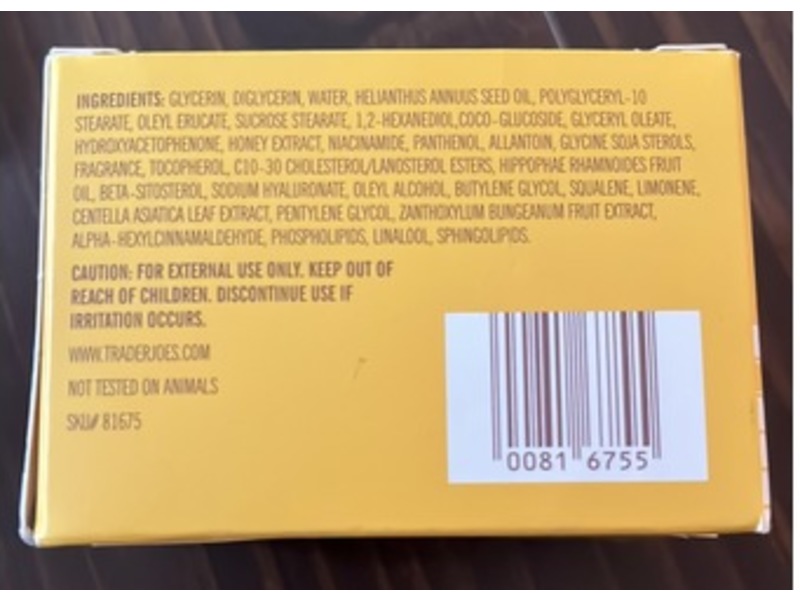 INGREDIENTS: GLYCERIN, DIGLYCERIN, WATER, HELIANTHUS ANNUUS SEED OIL, POLYGLYCERYL-10
STEARATE, OLEYL ERUCATE, SUCROSE STEARATE, 1,2-HEXANEDIOL,COCO-GLUCOSIDE, GLYCERYL OLEATE,
HYDROXYACETOPHENONE, HONEY EXTRACT, NIACINAMIDE, PANTHENOL, ALLANTOIN, GLYCINE SOJA STEROLS,
FRAGRANCE, TOCOPHEROL, C10-30 CHOLESTEROL/LANOSTEROL ESTERS, HIPPOPHAE RHAMNOIDES FRUIT
OIL, BETA-SITOSTEROL, SODIUM HYALURONATE, OLEYL ALCOHOL, BUTYLENE GLYCOL, SQUALENE, LIMONENE,
CENTELLA ASIATICA LEAF EXTRACT, PENTYLENE GLYCOL, ZANTHOXYLUM BUNGEANUM FRUIT EXTRACT,
ALPHA-HEXYLCINNAMALDEHYDE, PHOSPHOLIPIDS, LINALOOL, SPHINGOLIPIDS.
CAUTION: FOR EXTERNAL USE ONLY. KEEP OUT OF
REACH OF CHILDREN. DISCONTINUE USE IF
IRRITATION OCCURS.
WWW.TRADERJOES.COM
NOT TESTED ON ANIMALS
SKU# 81675
0081 6755